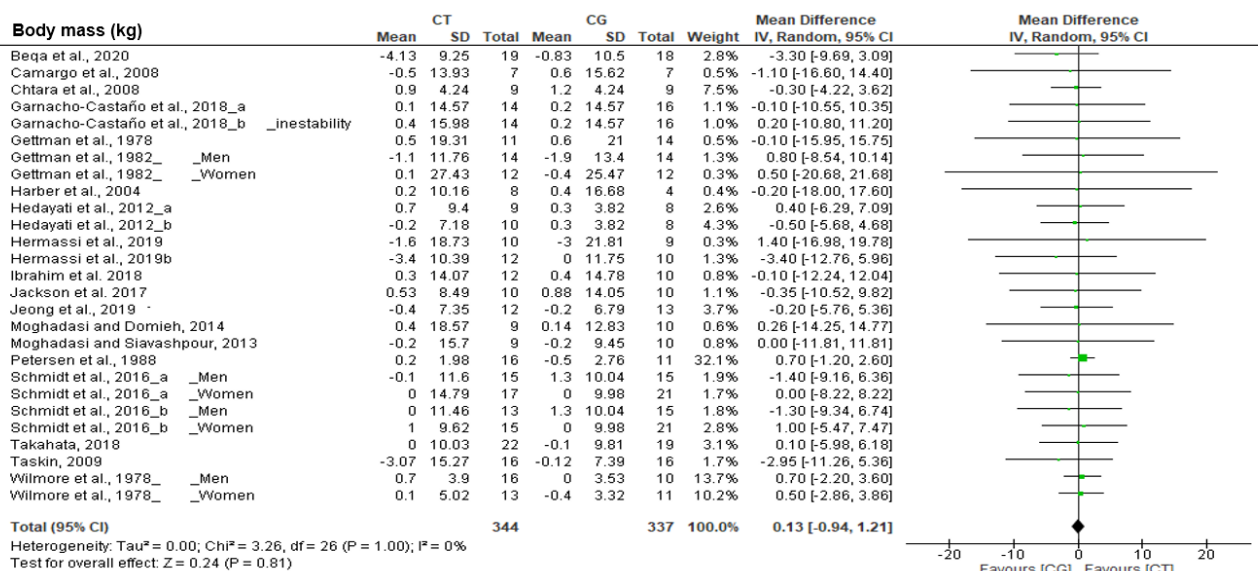 Body mass (kg) CT CG Mean Difference Mean Difference
Mean SD Total Mean SD Total Weight IV, Random, 95% CI IV, Random, 95% CI
Beqa et al., 2020 -4.13 9.25 19 -0.83 10.5 18 2.8% -3.30 [-9.69, 3.09]
Camargo et al., 2008 -0.5 13.93 7 0.6 15.62 7 0.5% -1.10 [-16.60, 14.40]
Chtara et al., 2008 0.9 4.24 9 1.2 4.24 9 7.5% -0.30 [-4.22, 3.62]
Garnacho-Castaño et al., 2018_a 0.1 14.57 14 0.2 14.57 16 1.1% -0.10 [-10.55, 10.35]
Garnacho-Castaño et al., 2018_b _inestability 0.4 15.98 14 0.2 14.57 16 1.0% 0.20 [-10.80, 11.20]
Gettman et al., 1978 0.5 19.31 11 0.6 21 14 0.5% -0.10 [-15.95, 15.75]
Gettman et al., 1982_ _Men -1.1 11.76 14 -1.9 13.4 14 1.3% 0.80 [-8.54, 10.14]
Gettman et al., 1982_ _Women 0.1 27.43 12 -0.4 25.47 12 0.3% 0.50 [-20.68, 21.68]
Harber et al., 2004 0.2 10.16 8 0.4 16.68 4 0.4% -0.20 [-18.00, 17.60]
Hedayati et al., 2012_a 0.7 9.4 9 0.3 3.82 8 2.6% 0.40 [-6.29, 7.09]
Hedayati et al., 2012_b -0.2 7.18 10 0.3 3.82 8 4.3% -0.50 [-5.68, 4.68]
Hermassi et al., 2019 -1.6 18.73 10 -3 21.81 9 0.3% 1.40 [-16.98, 19.78]
Hermassi et al., 2019b -3.4 10.39 12 0 11.75 10 1.3% -3.40 [-12.76, 5.96]
Ibrahim et al. 2018 0.3 14.07 12 0.4 14.78 10 0.8% -0.10 [-12.24, 12.04]
Jackson et al. 2017 0.53 8.49 10 0.88 14.05 10 1.1% -0.35 [-10.52, 9.82]
Jeong et al., 2019 -0.4 7.35 12 -0.2 6.79 13 3.7% -0.20 [-5.76, 5.36]
Moghadasi and Domieh, 2014 0.4 18.57 9 0.14 12.83 10 0.6% 0.26 [-14.25, 14.77]
Moghadasi and Siavashpour, 2013 -0.2 15.7 9 -0.2 9.45 10 0.8% 0.00 [-11.81, 11.81]
Petersen et al., 1988 0.2 1.98 16 -0.5 2.76 11 32.1% 0.70 [-1.20, 2.60]
Schmidt et al., 2016_a _Men -0.1 11.6 15 1.3 10.04 15 1.9% -1.40 [-9.16, 6.36]
Schmidt et al., 2016_a _Women 0 14.79 17 0 9.98 21 1.7% 0.00 [-8.22, 8.22]
Schmidt et al., 2016_b _Men 0 11.46 13 1.3 10.04 15 1.8% -1.30 [-9.34, 6.74]
Schmidt et al., 2016_b _Women 1 9.62 15 0 9.98 21 2.8% 1.00 [-5.47, 7.47]
Takahata, 2018 0 10.03 22 -0.1 9.81 19 3.1% 0.10 [-5.98, 6.18]
Taskin, 2009 -3.07 15.27 16 -0.12 7.39 16 1.7% -2.95 [-11.26, 5.36]
Wilmore et al., 1978_ _Men 0.7 3.9 16 0 3.53 10 13.7% 0.70 [-2.20, 3.60]
Wilmore et al., 1978_ _Women 0.1 5.02 13 -0.4 3.32 11 10.2% 0.50 [-2.86, 3.86]
Total (95% CI) 344 337 100.0% 0.13 [-0.94, 1.21]
Heterogeneity: Tau² = 0.00; Chi² = 3.26, df = 26 (P = 1.00); I² = 0%
Test for overall effect: Z = 0.24 (P = 0.81)
-20 -10 0 10 20
Favours [CG] Favours [CT]